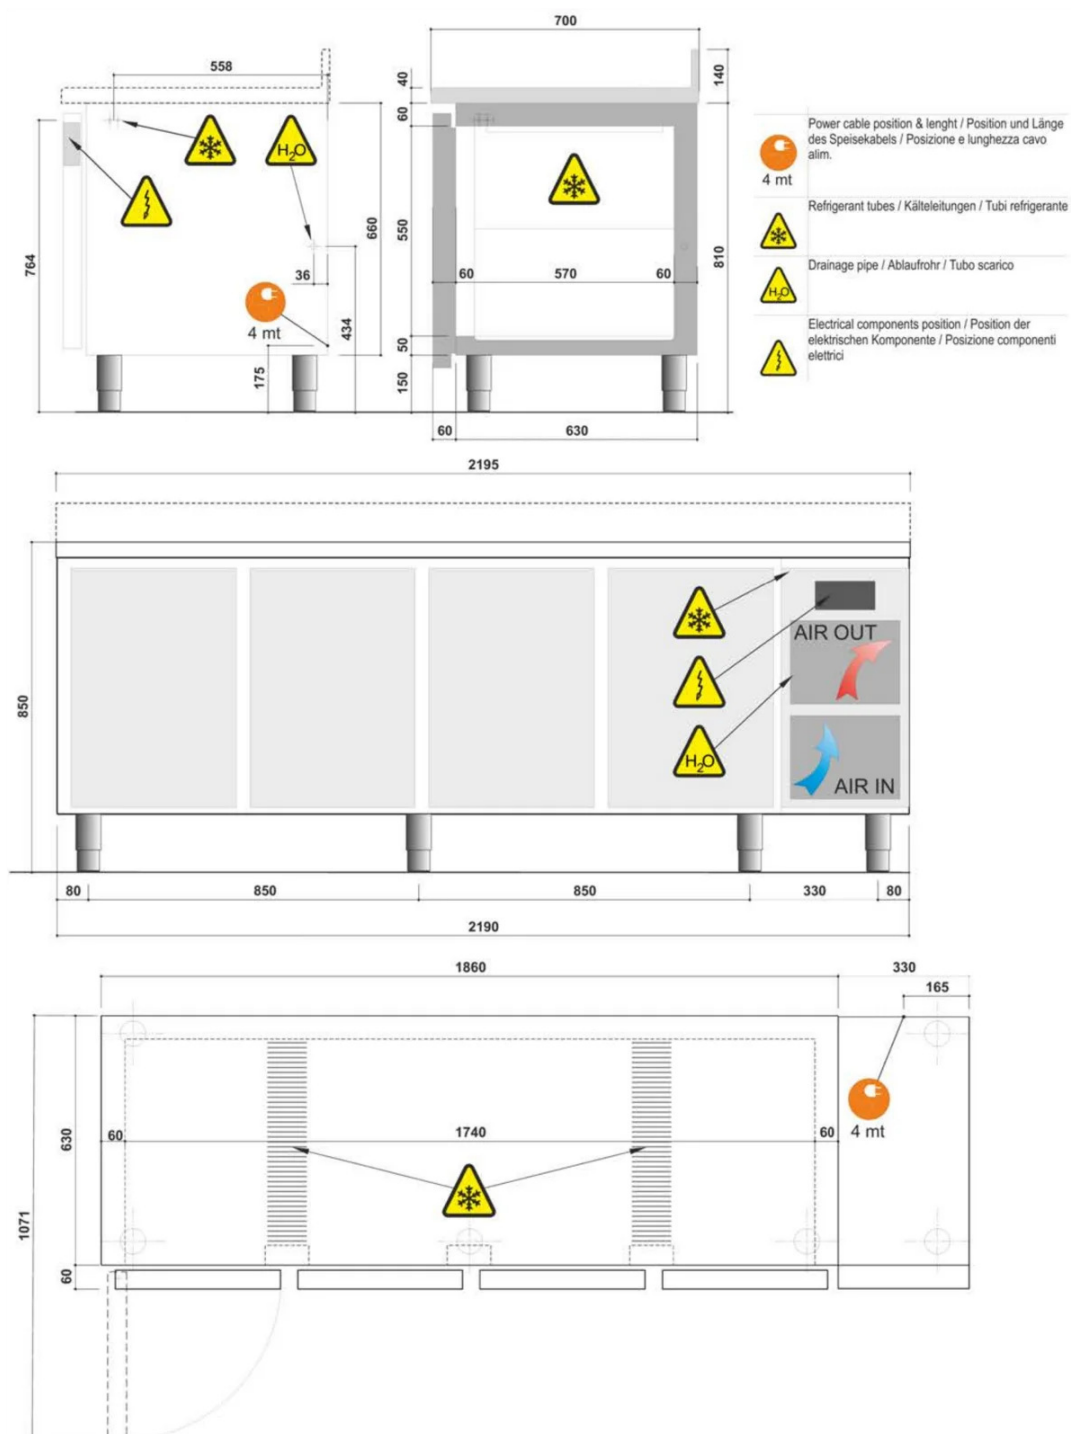 700
558
40
140
60
Power cable position & lenght / Position und Länge
des Speisekabels / Posizione e lunghezza cavo
alim.
4 mt
H₂O
Refrigerant tubes / Kälteleitungen / Tubi refrigerante
764
660
550
810
60
570
60
36
Drainage pipe / Ablaufrohr / Tubo scarico
H₂O
4 mt
434
175
50
150
Electrical components position / Position der
elektrischen Komponente / Posizione componenti
elettrici
60
630
2195
850
AIR OUT
H₂O
AIR IN
80
850
850
330
80
2190
1860
330
165
630
60
1740
60
4 mt
1071
60